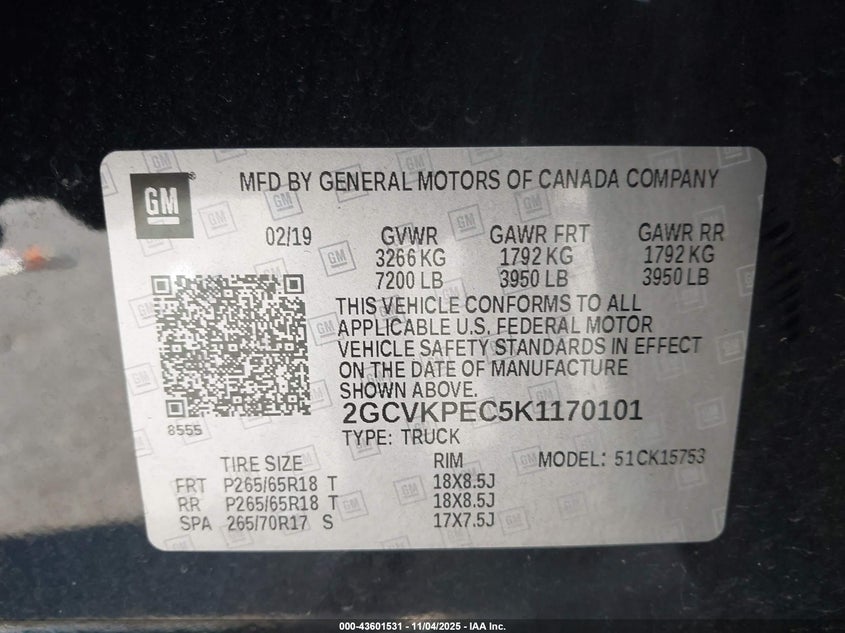 GM ®
MFD BY GENERAL MOTORS OF CANADA COMPANY
02/19 GVWR GAWR FRT GAWR RR
3266 KG 1792 KG 1792 KG
7200 LB 3950 LB 3950 LB
THIS VEHICLE CONFORMS TO ALL
APPLICABLE U.S. FEDERAL MOTOR
VEHICLE SAFETY STANDARDS IN EFFECT
ON THE DATE OF MANUFACTURE
SHOWN ABOVE.
2GCVKPEC5K1170101
8555
TYPE: TRUCK
TIRE SIZE RIM MODEL: 51CK15753
FRT P265/65R18 T 18X8.5J
RR P265/65R18 T 18X8.5J
SPA 265/70R17 S 17X7.5J
000-43601531 - 11/04/2025 - IAA Inc.